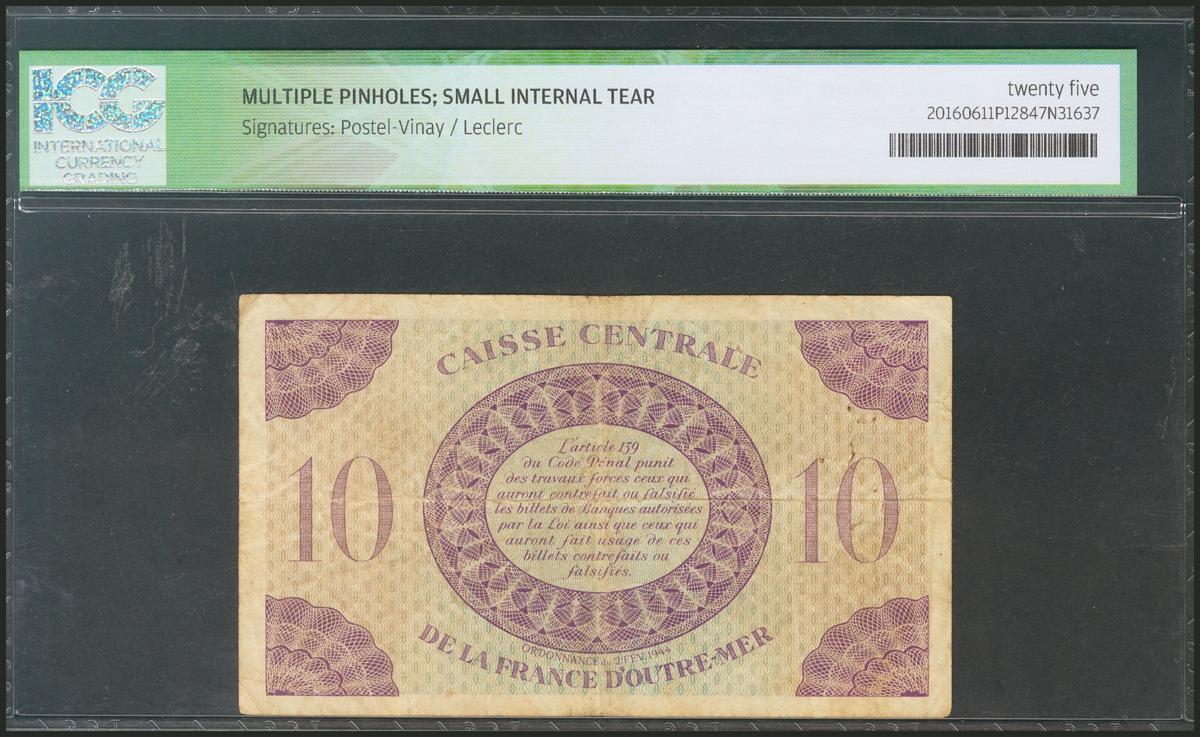 ICG
INTERNATIONAL
CURRENCY
GRADING
MULTIPLE PINHOLES; SMALL INTERNAL TEAR
Signatures: Postel-Vinay / Leclerc
twenty five
20160611P12847N31637
CAISSE CENTRALE
10
10
L'article 139
du Code Pénal punit
des travaux forces ceux qui
auront contrefait ou falsifié
les billets de Banques autorisées
par la Loi ainsi que ceux qui
auront fait usage de ces
billets contrefaits ou
falsifiés.
ORDONNANCE du 2 FEV. 1944
DE LA FRANCE D'OUTRE-MER